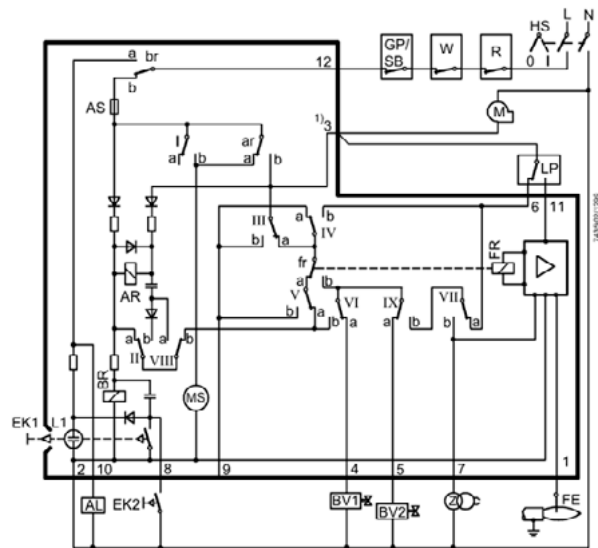 L N
HS
GP/
SB
W
R
0 I
a br
b
12
M
AS
1)
3
I ar
a b a b
LP
6 11
III
a b
IV
b a
fr
FR
a b
AR
V
b a
VI
b a
IX
a b
VII
b a
a b a b
II VIII
BR
MS
EK1 L1
2 10 8 9 4 5 7 1
AL
EK2
BV1
BV2
Z
FE